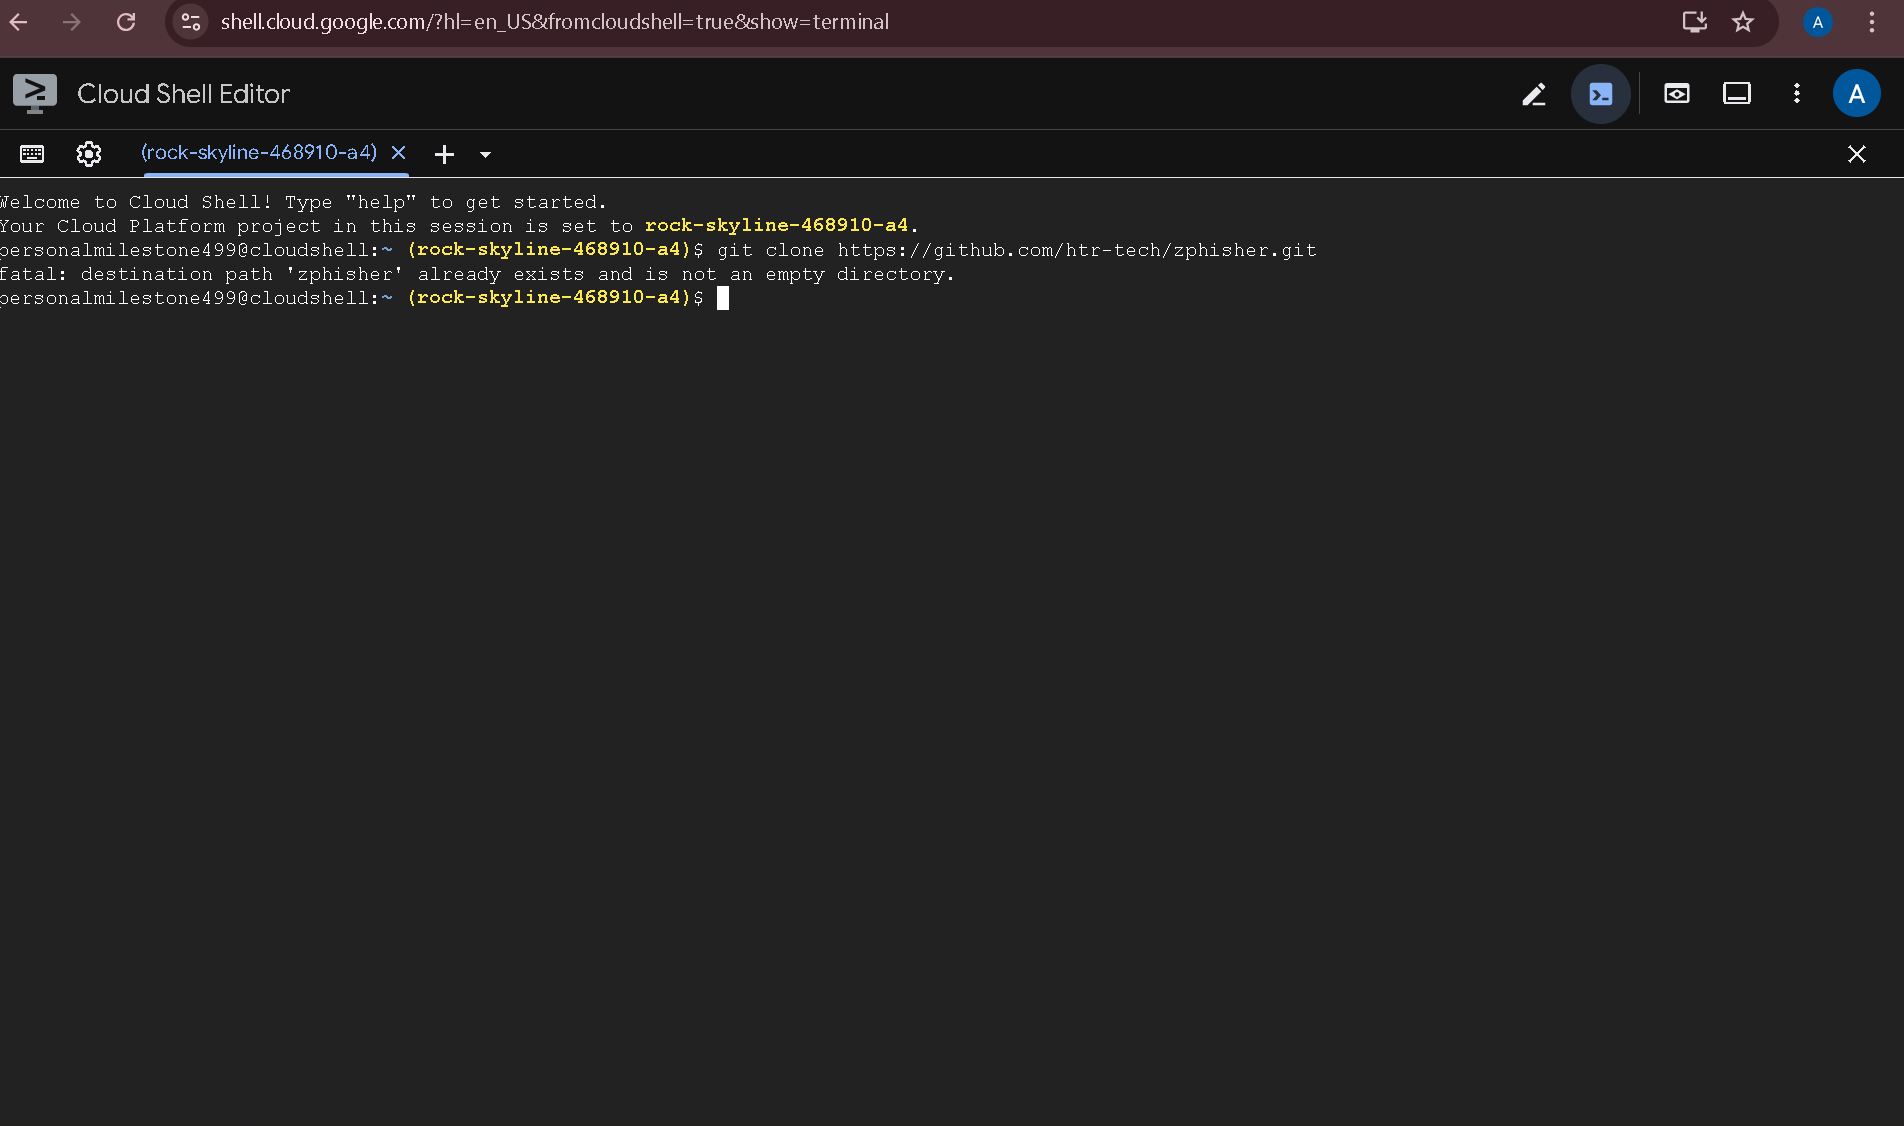 shell.cloud.google.com/?hl=en_US&fromcloudshell=true&show=terminal
A
Cloud Shell Editor
A
(rock-skyline-468910-a4)
Welcome to Cloud Shell! Type "help" to get started.
Your Cloud Platform project in this session is set to rock-skyline-468910-a4.
personalmilestone499@cloudshell:~ (rock-skyline-468910-a4)$ git clone https://github.com/htr-tech/zphisher.git
fatal: destination path 'zphisher' already exists and is not an empty directory.
personalmilestone499@cloudshell:~ (rock-skyline-468910-a4)$